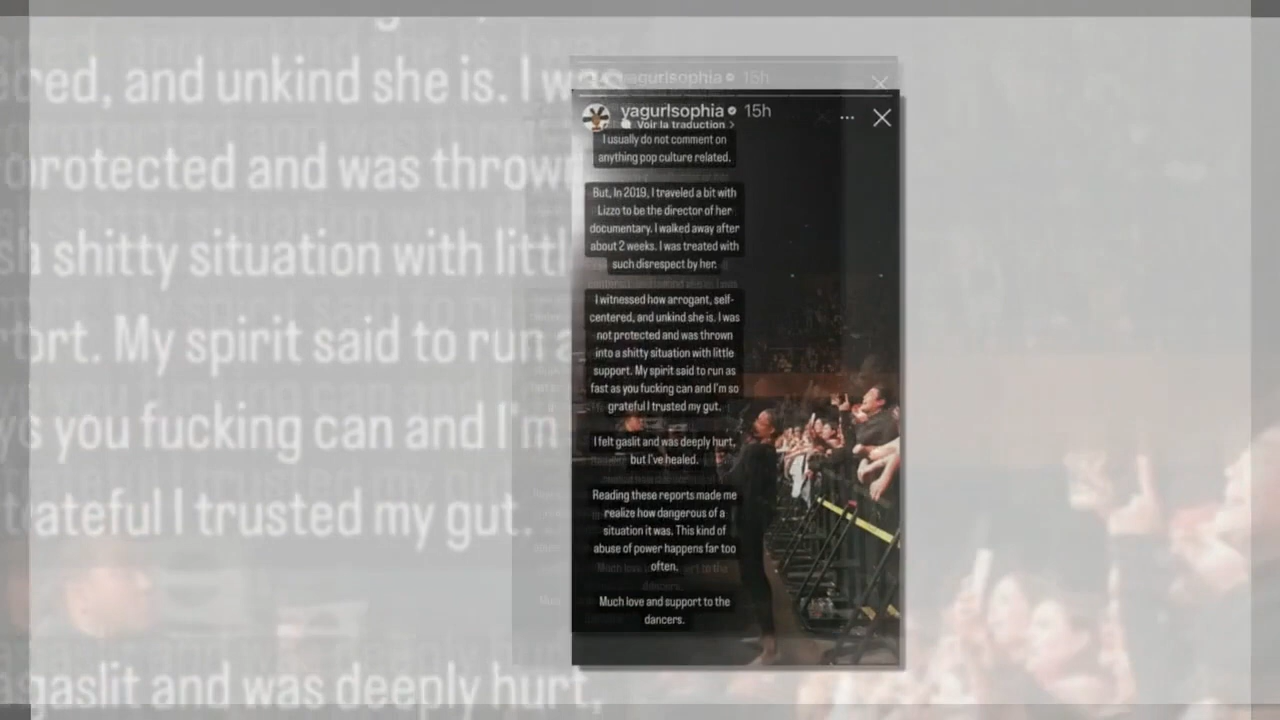 yagurlsophia 15h
yagurlsophia 15h
Voir la traduction >
I usually do not comment on
anything pop culture related.
But, In 2019, I traveled a bit with
Lizzo to be the director of her
documentary. I walked away after
about 2 weeks. I was treated with
such disrespect by her.
I witnessed how arrogant, self-
centered, and unkind she is. I was
not protected and was thrown
into a shitty situation with little
support. My spirit said to run as
fast as you fucking can and I'm so
grateful I trusted my gut.
I felt gaslit and was deeply hurt,
but I've healed.
Reading these reports made me
realize how dangerous of a
situation it was. This kind of
abuse of power happens far too
often.
Much love and support to the
dancers.
ered, and unkind she is. I was
protected and was thrown
a shitty situation with littl
ort. My spirit said to run a
s you fucking can and I'm
ateful I trusted my gut.
gaslit and was deeply hurt,